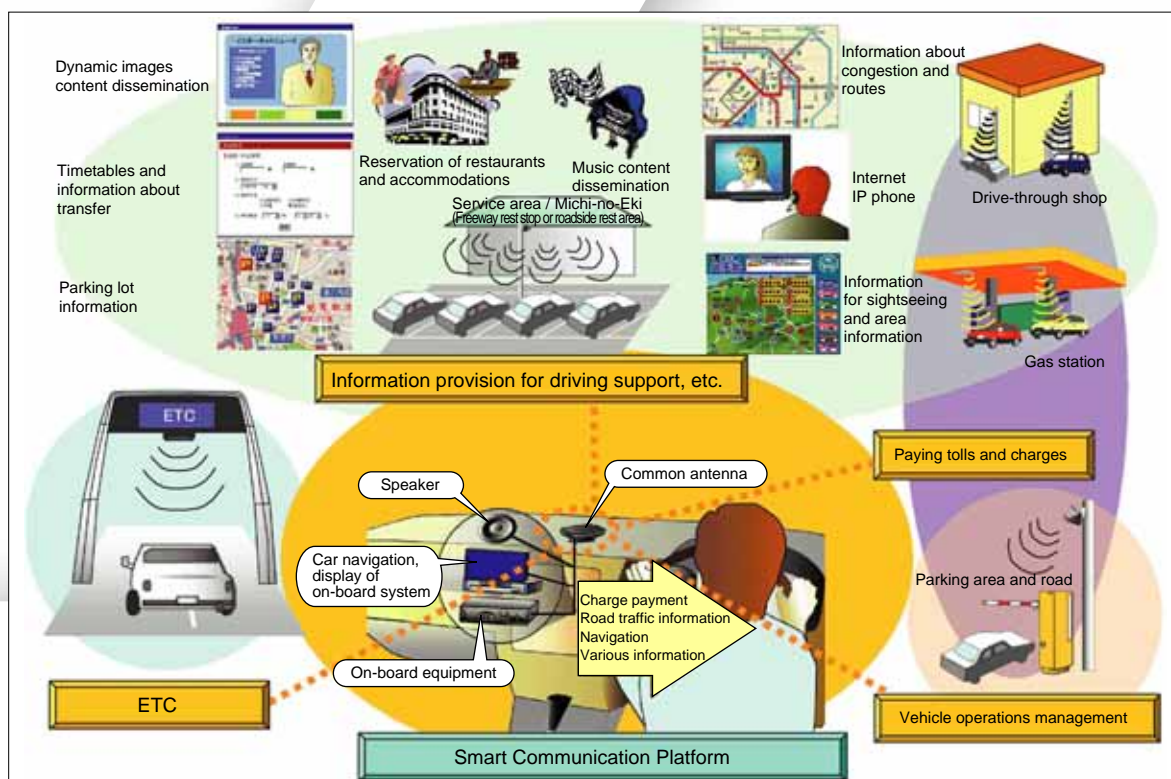 Dynamic images
content dissemination
Timetables and
information about
transfer
Parking lot
information
Reservation of restaurants
and accommodations
Music content
dissemination
Service area / Michi-no-Eki
(Freeway rest stop or roadside rest area)
Information about
congestion and
routes
Internet
IP phone
Information
for sightseeing
and area
information
Drive-through shop
Gas station
Information provision for driving support, etc.
ETC
Paying tolls and charges
Speaker
Common antenna
Car navigation,
display of
on-board system
On-board equipment
Charge payment
Road traffic information
Navigation
Various information
Parking area and road
ETC
Vehicle operations management
Smart Communication Platform